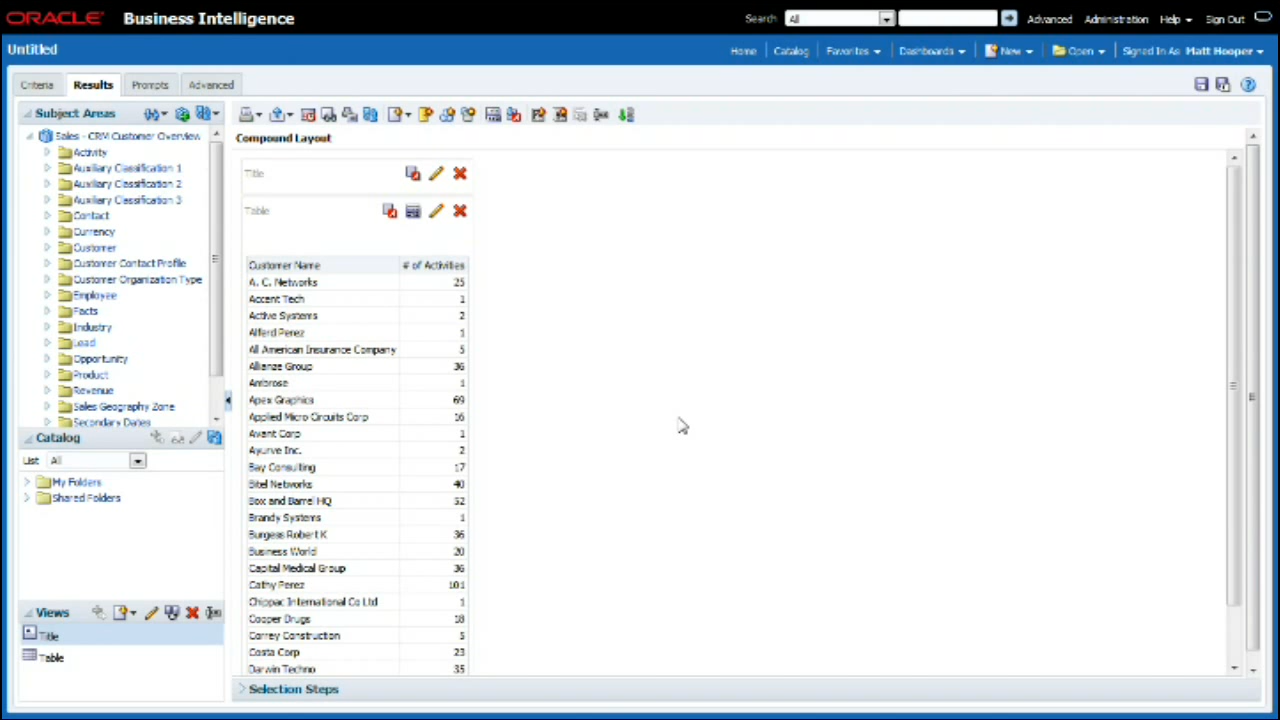 ORACLE Business Intelligence
Search All Advanced Administration Help Sign Out
Untitled
Home Catalog Favorites Dashboards New Open Signed In As Matt Hooper
Criteria Results Prompts Advanced
Subject Areas
Sales - CRM Customer Overview
Activity
Auxiliary Classification 1
Auxiliary Classification 2
Auxiliary Classification 3
Contact
Currency
Customer
Customer Contact Profile
Customer Organization Type
Employee
Facts
Industry
Lead
Opportunity
Product
Revenue
Sales Geography Zone
Secondary Dates
Catalog
List All
My Folders
Shared Folders
Views
Title
Table
Compound Layout
Title
Table
Customer Name # of Activities
A. C. Networks 25
Accent Tech 1
Active Systems 2
Alferd Perez 1
All American Insurance Company 5
Allianze Group 36
Ambrose 1
Apex Graphics 69
Applied Micro Circuits Corp 16
Avant Corp 1
Ayurve Inc. 2
Bay Consulting 17
Bitel Networks 40
Box and Barrel HQ 52
Brandy Systems 1
Burgess Robert K 36
Business World 20
Capital Medical Group 36
Cathy Perez 101
Chippac International Co Ltd 1
Cooper Drugs 18
Correy Construction 5
Costa Corp 23
Darwin Techno 35
Selection Steps